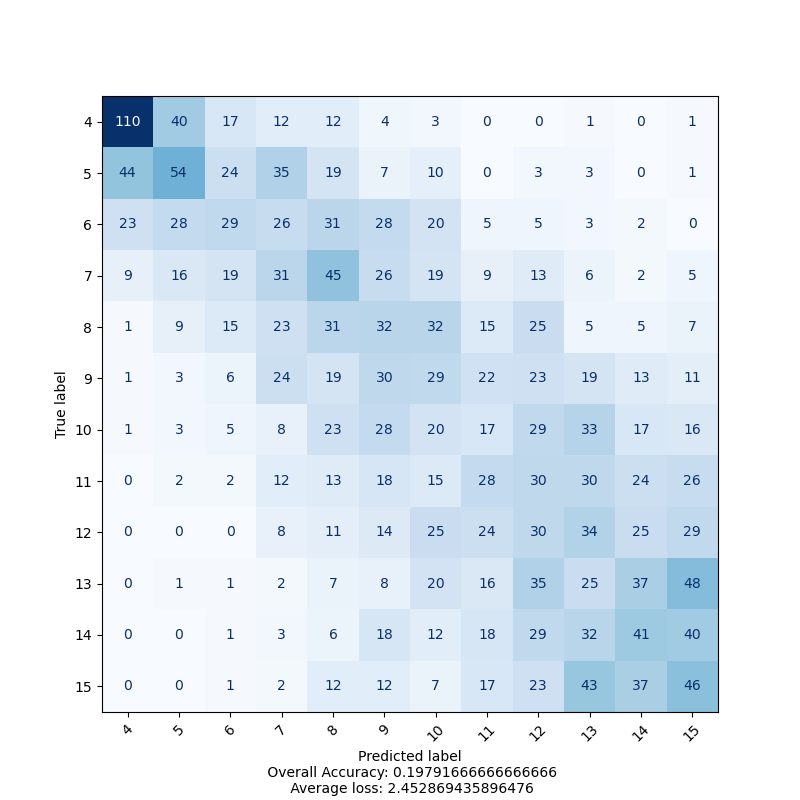 4 110 40 17 12 12 4 3 0 0 1 0 1
5 44 54 24 35 19 7 10 0 3 3 0 1
6 23 28 29 26 31 28 20 5 5 3 2 0
7 9 16 19 31 45 26 19 9 13 6 2 5
8 1 9 15 23 31 32 32 15 25 5 5 7
9 1 3 6 24 19 30 29 22 23 19 13 11
True label
10 1 3 5 8 23 28 20 17 29 33 17 16
11 0 2 2 12 13 18 15 28 30 30 24 26
12 0 0 0 8 11 14 25 24 30 34 25 29
13 0 1 1 2 7 8 20 16 35 25 37 48
14 0 0 1 3 6 18 12 18 29 32 41 40
15 0 0 1 2 12 12 7 17 23 43 37 46
4 5 6 7 8 9 10 11 12 13 14 15
Predicted label
Overall Accuracy: 0.19791666666666666
Average loss: 2.452869435896476